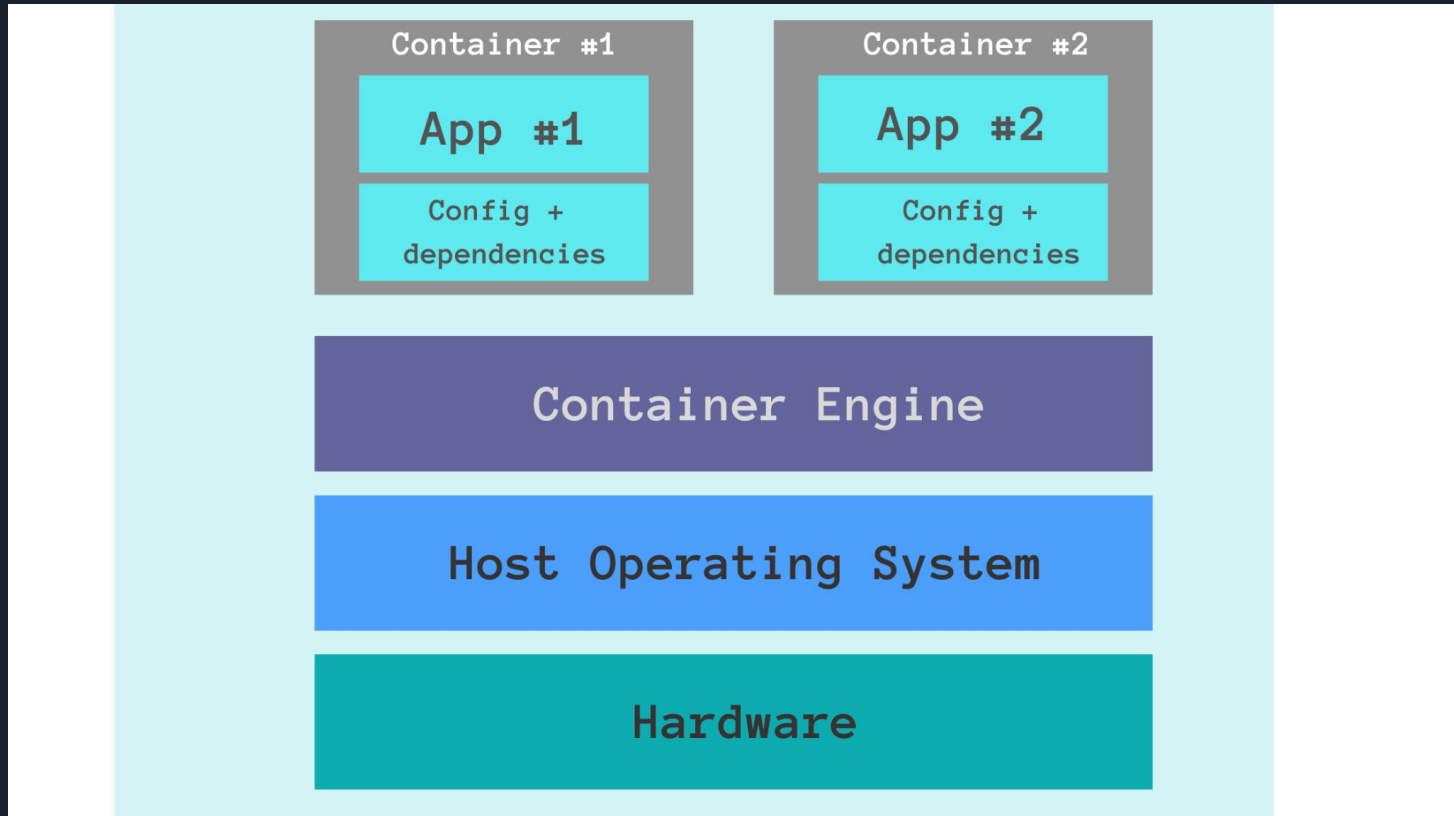 Container #1
Container #2
App #1
App #2
Config +
dependencies
Config +
dependencies
Container Engine
Host Operating System
Hardware